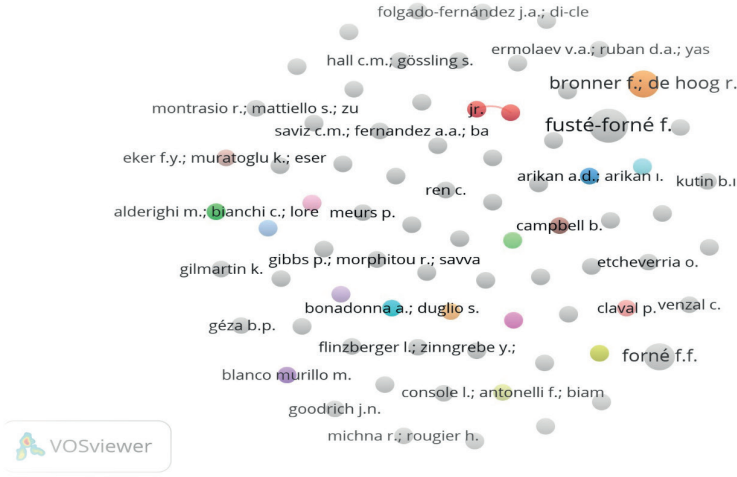 folgado-fernández j.a.; di-cle
ermolaev v.a.; ruban d.a.; yas
hall c.m.; gössling s.
bronner f.; de hoog r.
montrasio r.; mattiello s.; zu
jr.
fusté-forné f.
saviz c.m.; fernandez a.a.; ba
eker f.y.; muratoglu k.; eser
arikan a.d.; arikan i.
kutin b.ı
ren c.
alderighi m.; bianchi c.; lore
meurs p.
campbell b.
gibbs p.; morphitou r.; savva
etcheverria o.
gilmartin k.
bonadonna a.; duglio s.
claval p.
venzal c.
géza b.p.
flinzberger l.; zinngrebe y.;
forné f.f.
blanco murillo m.
console l.; antonelli f.; biam
goodrich j.n.
michna r.; rougier h.
VOSviewer